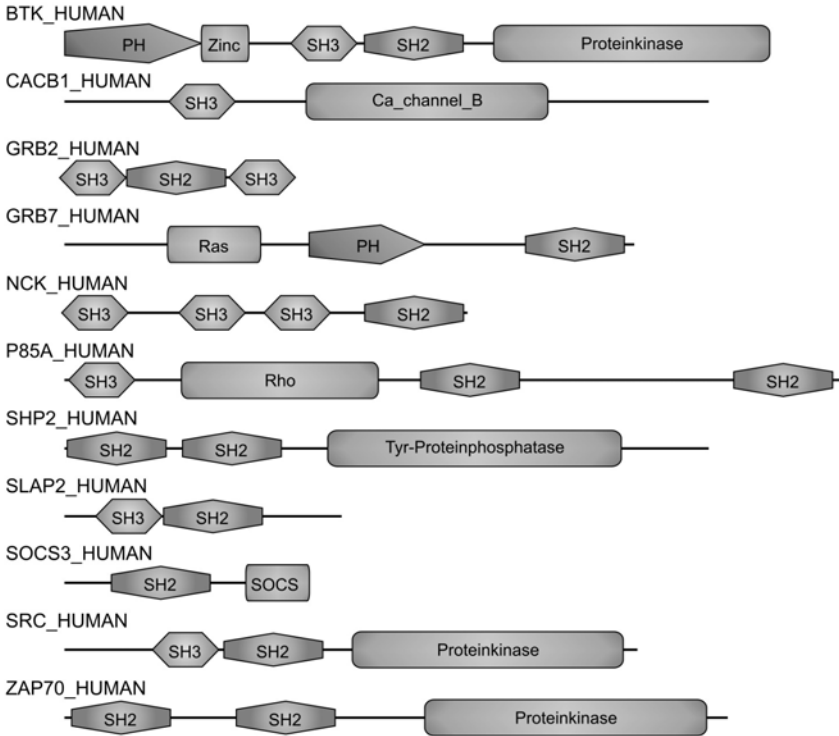 BTK_HUMAN
PH Zinc SH3 SH2 Proteinkinase
CACB1_HUMAN
SH3 Ca_channel_B
GRB2_HUMAN
SH3 SH2 SH3
GRB7_HUMAN
Ras PH SH2
NCK_HUMAN
SH3 SH3 SH3 SH2
P85A_HUMAN
SH3 Rho SH2 SH2
SHP2_HUMAN
SH2 SH2 Tyr-Proteinphosphatase
SLAP2_HUMAN
SH3 SH2
SOCS3_HUMAN
SH2 SOCS
SRC_HUMAN
SH3 SH2 Proteinkinase
ZAP70_HUMAN
SH2 SH2 Proteinkinase